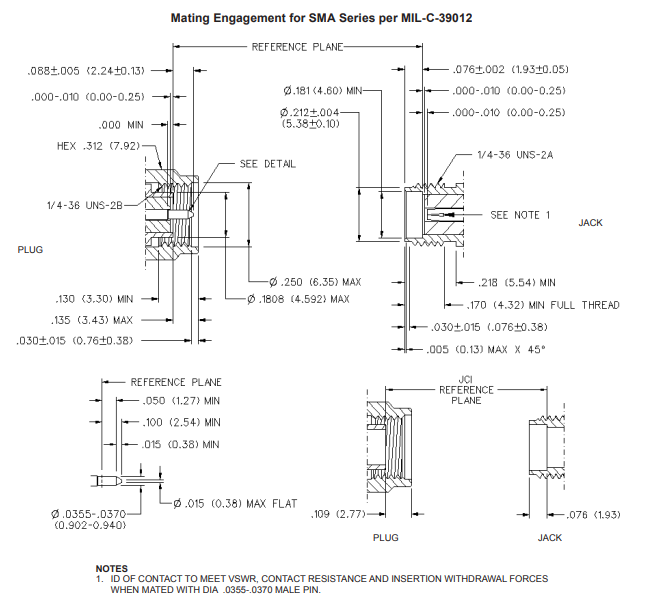 Mating Engagement for SMA Series per MIL-C-39012
REFERENCE PLANE
.088±.005 (2.24±0.13)
.000-.010 (0.00-0.25)
.000 MIN
HEX .312 (7.92)
SEE DETAIL
1/4-36 UNS-2B
PLUG
Ø .250 (6.35) MAX
.130 (3.30) MIN
Ø .1808 (4.592) MAX
.135 (3.43) MAX
.030±.015 (0.76±0.38)
.076±.002 (1.93±0.05)
Ø.181 (4.60) MIN
.000-.010 (0.00-0.25)
Ø.212±.004
(5.38±0.10)
.000-.010 (0.00-0.25)
1/4-36 UNS-2A
SEE NOTE 1
JACK
.218 (5.54) MIN
.170 (4.32) MIN FULL THREAD
.030±.015 (.076±0.38)
.005 (0.13) MAX X 45°
REFERENCE PLANE
.050 (1.27) MIN
.100 (2.54) MIN
.015 (0.38) MIN
Ø .015 (0.38) MAX FLAT
Ø .0355-.0370
(0.902-0.940)
JCI
REFERENCE
PLANE
.109 (2.77)
.076 (1.93)
PLUG
JACK
NOTES
1. ID OF CONTACT TO MEET VSWR, CONTACT RESISTANCE AND INSERTION WITHDRAWAL FORCES
WHEN MATED WITH DIA .0355-.0370 MALE PIN.